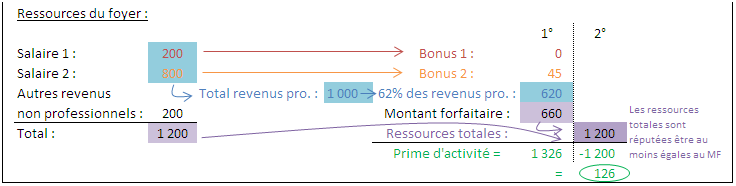 Ressources du foyer :
1° 2°
Salaire 1 : 200 Bonus 1 : 0
Salaire 2 : 800 Bonus 2 : 45
Autres revenus Total revenus pro. : 1 000 62% des revenus pro. : 620
non professionnels : 200 Montant forfaitaire : 660
Total : 1 200 Ressources totales : 1 200
Les ressources
totales sont
réputées être au
moins égales au MF
Prime d'activité = 1 326 -1 200
= 126